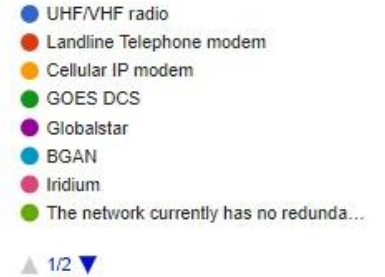 UHF/VHF radio
Landline Telephone modem
Cellular IP modem
GOES DCS
Globalstar
BGAN
Iridium
The network currently has no redunda...
1/2